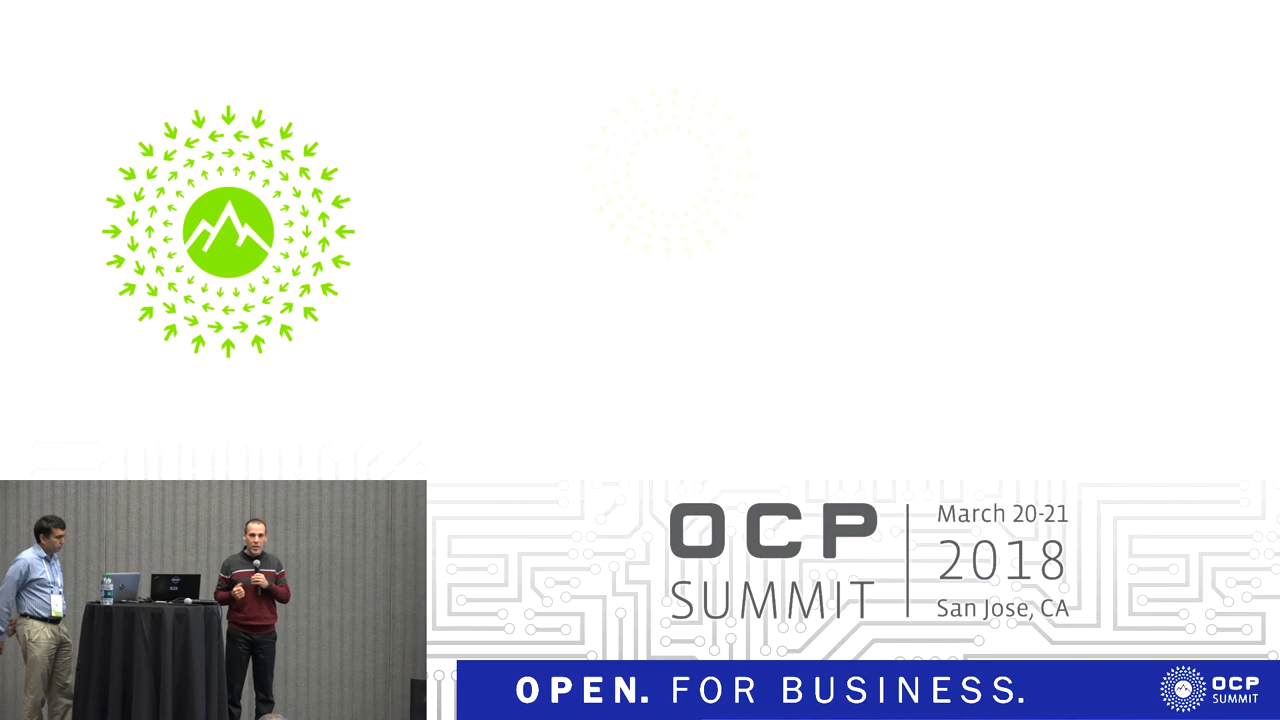 OCP
SUMMIT
March 20-21
2018
San Jose, CA
OPEN. FOR BUSINESS.
OCP
SUMMIT